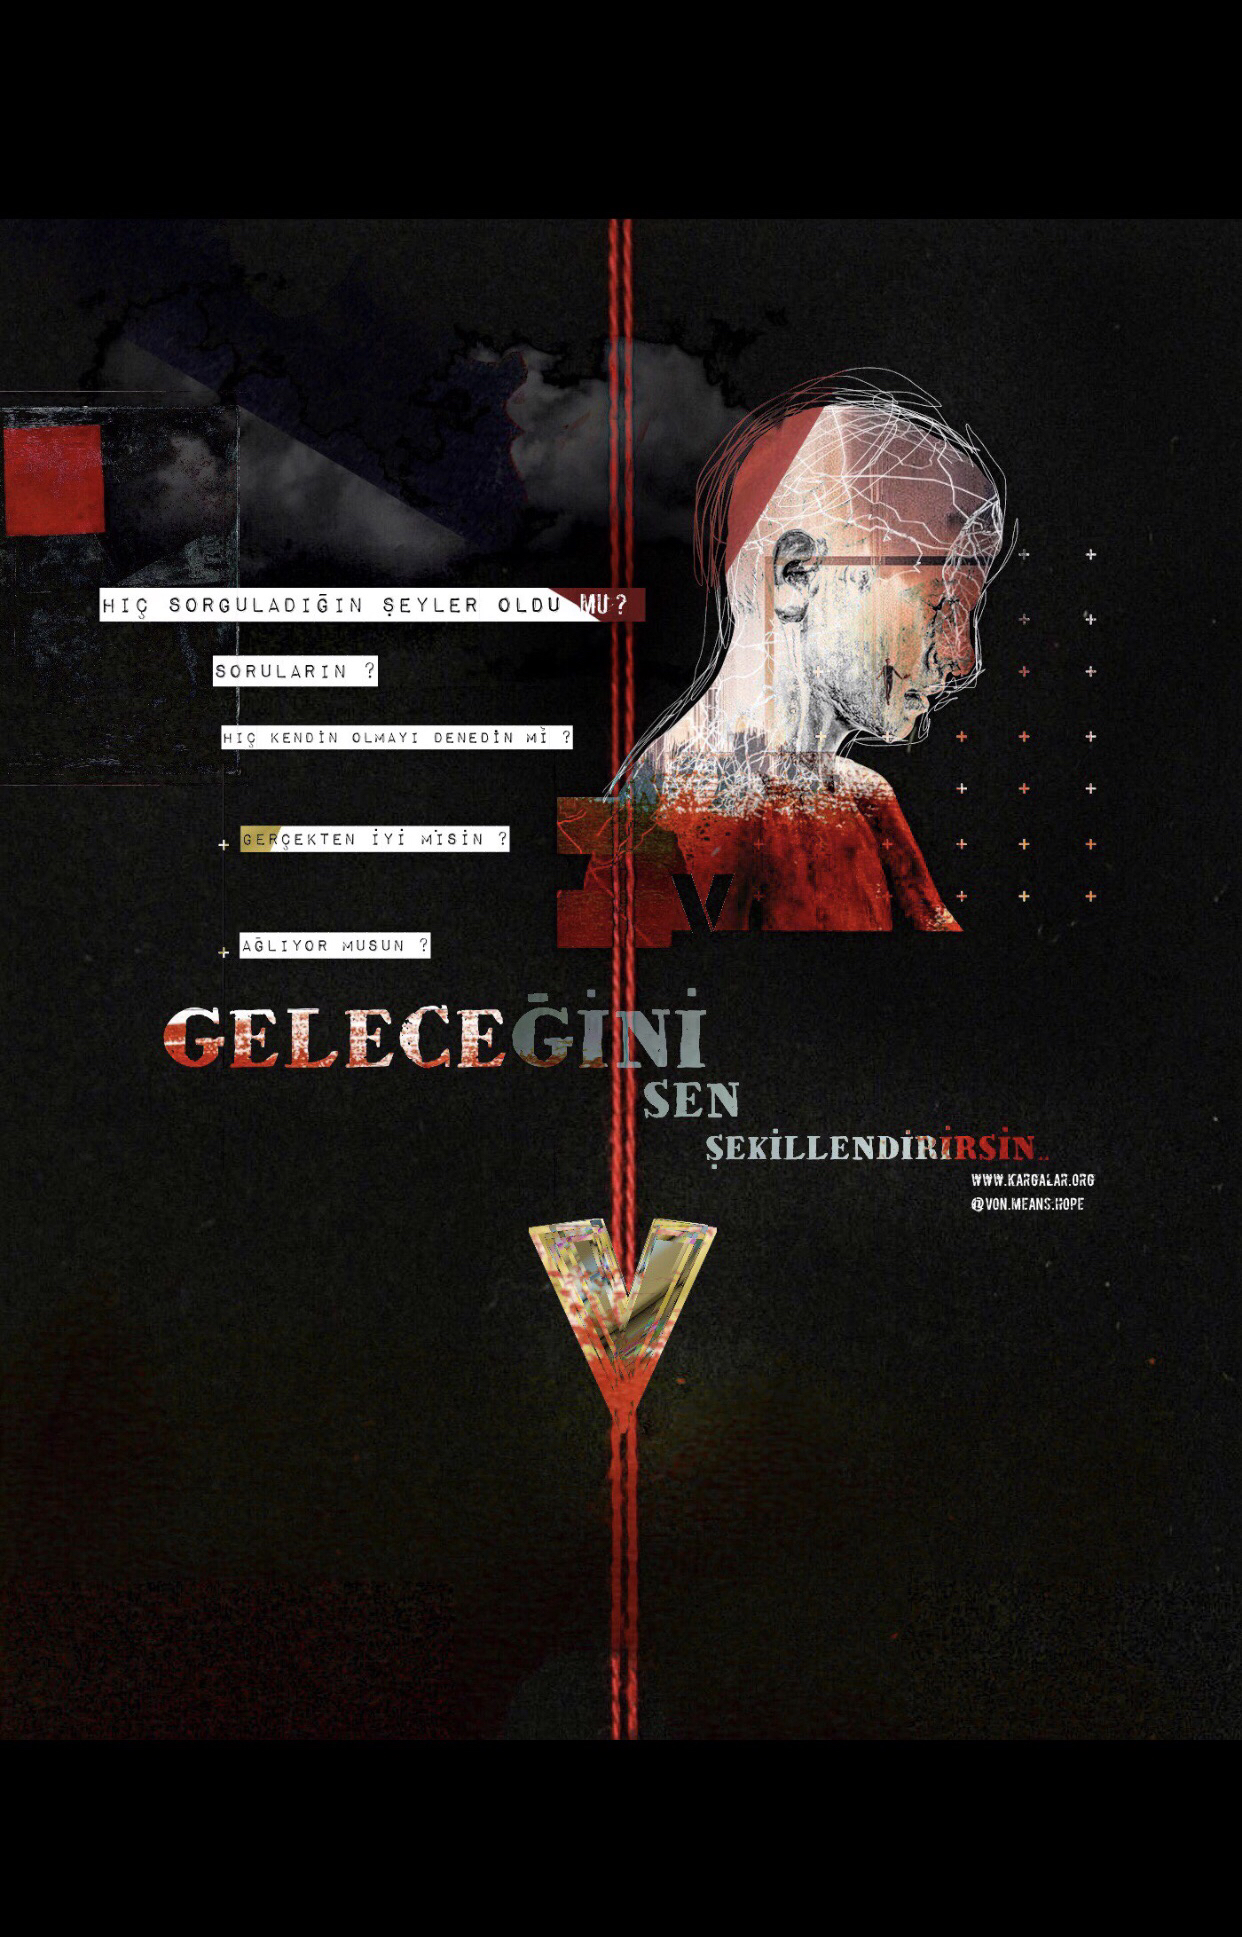 HIÇ SORGULADIĞIN ŞEYLER OLDU MU?
SORULARIN ?
HIÇ KENDİN OLMAYI DENEDİN Mİ ?
GERÇEKTEN İYİ MİSİN ?
V
AĞLIYOR MUSUN ?
GELECEĞİNİ
SEN
ŞEKİLLENDİRİRSİN..
WWW.KARGALAR.ORG
@VON.MEANS.HOPE
V